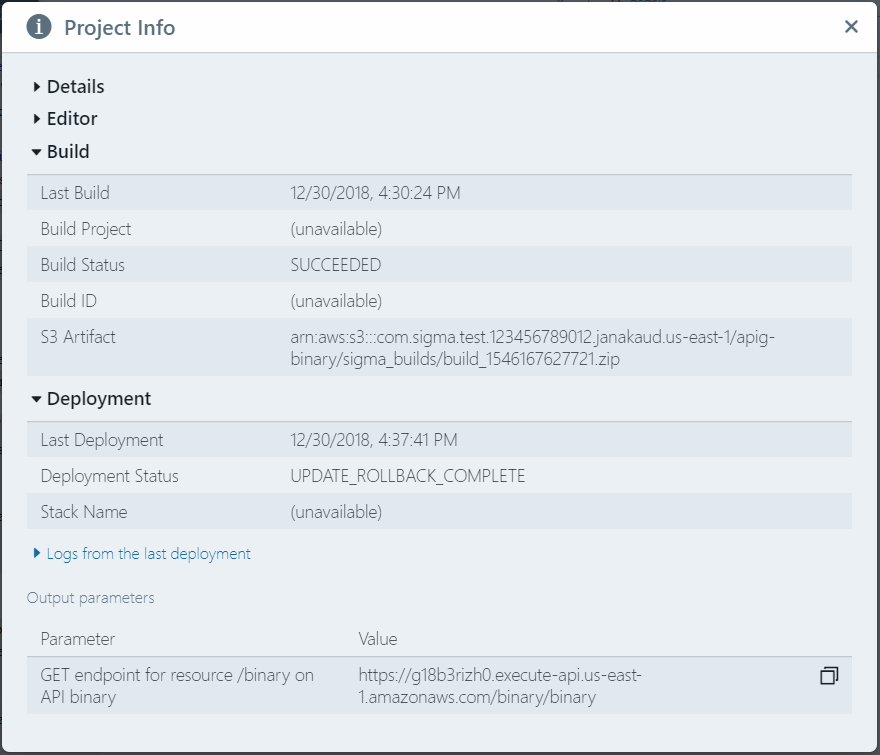 Project Info
Details
Editor
Build
Last Build 12/30/2018, 4:30:24 PM
Build Project (unavailable)
Build Status SUCCEEDED
Build ID (unavailable)
S3 Artifact arn:aws:s3:::com.sigma.test.123456789012.janakaud.us-east-1/apig-
binary/sigma_builds/build_1546167627721.zip
Deployment
Last Deployment 12/30/2018, 4:37:41 PM
Deployment Status UPDATE_ROLLBACK_COMPLETE
Stack Name (unavailable)
Logs from the last deployment
Output parameters
Parameter Value
GET endpoint for resource /binary on https://g18b3rizh0.execute-api.us-east-
API binary 1.amazonaws.com/binary/binary